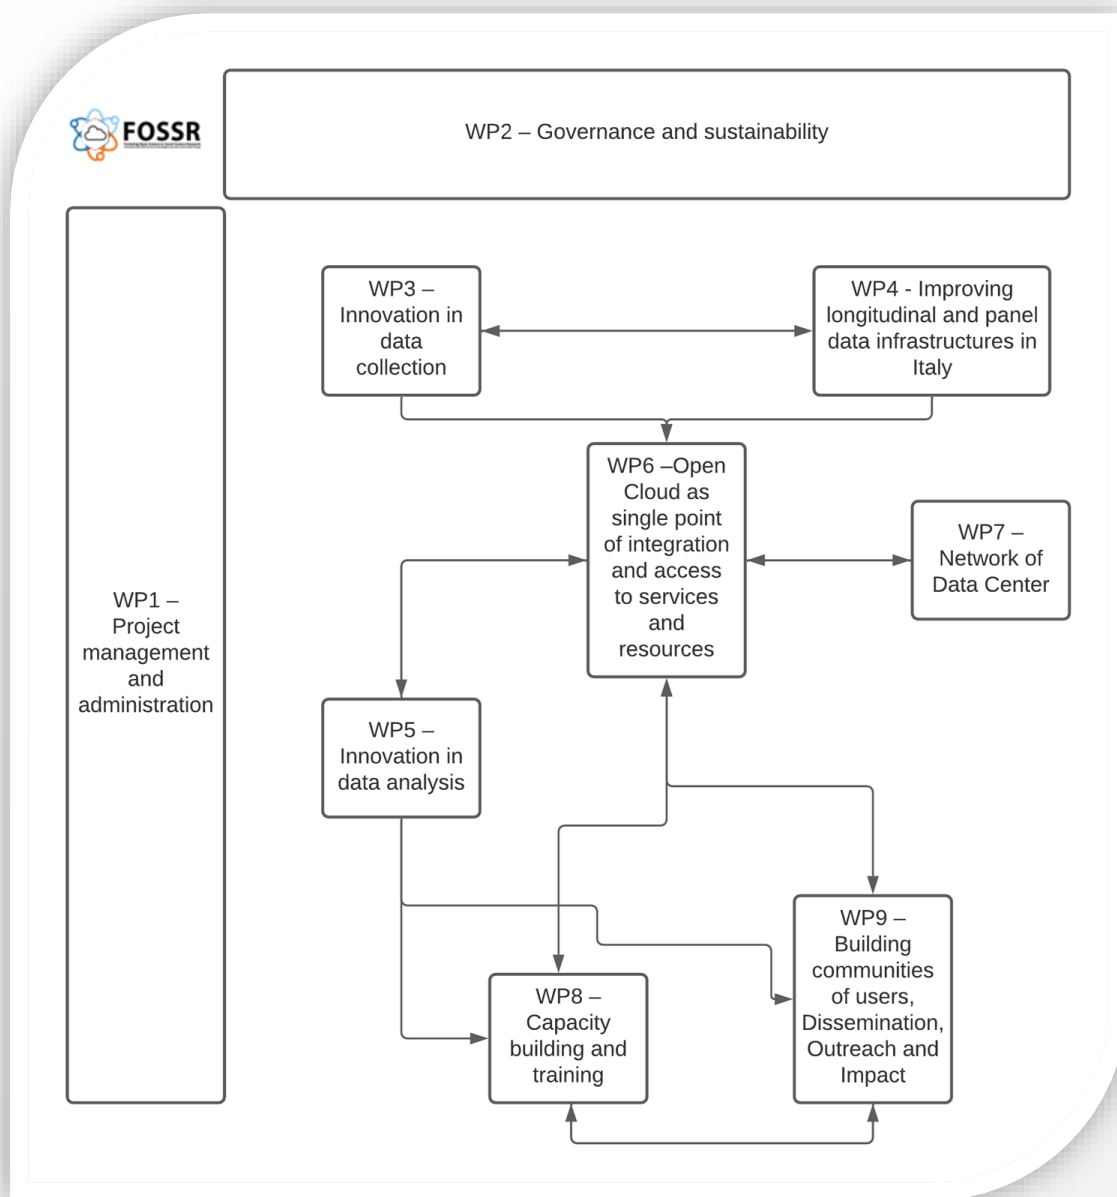 FOSSR
WP2 – Governance and sustainability
WP3 –
Innovation in
data
collection
WP4 - Improving
longitudinal and panel
data infrastructures in
Italy
WP6 –Open
Cloud as
single point
of integration
and access
to services
and
resources
WP7 –
Network of
Data Center
WP1 –
Project
management
and
administration
WP5 –
Innovation in
data analysis
WP9 –
Building
communities
of users,
Dissemination,
Outreach and
Impact
WP8 –
Capacity
building and
training